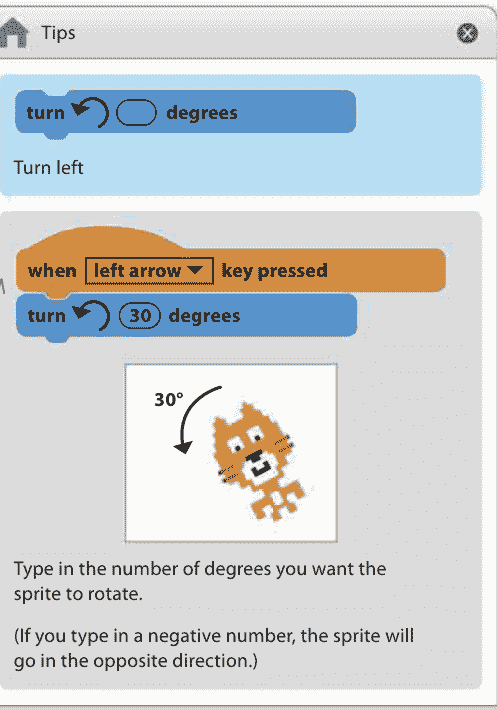 Tips
turn degrees
Turn left
when left arrow key pressed
turn 30 degrees
30°
Type in the number of degrees you want the
sprite to rotate.
(If you type in a negative number, the sprite will
go in the opposite direction.)